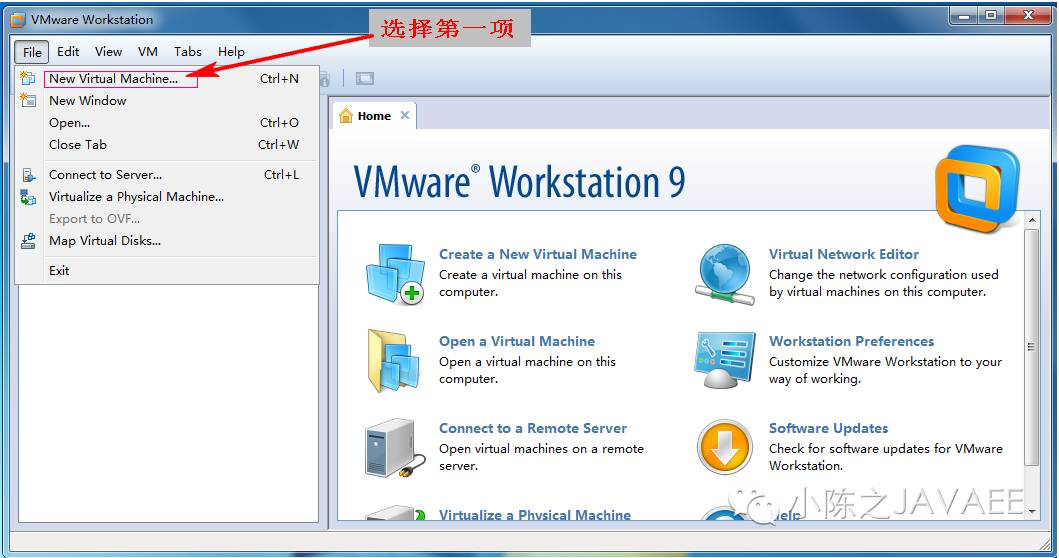 VMware Workstation
选择第一项
File Edit View VM Tabs Help
New Virtual Machine... Ctrl+N
New Window
Open... Ctrl+O
Close Tab Ctrl+W
Connect to Server... Ctrl+L
Virtualize a Physical Machine...
Export to OVF...
Map Virtual Disks...
Exit
Home
VMware® Workstation 9
Create a New Virtual Machine
Create a virtual machine on this
computer.
Virtual Network Editor
Change the network configuration used
by virtual machines on this computer.
Open a Virtual Machine
Open a virtual machine on this
computer.
Workstation Preferences
Customize VMware Workstation to your
way of working.
Connect to a Remote Server
Open virtual machines on a remote
server.
Software Updates
Check for software updates for VMware
Workstation.
Virtualize a Physical Machine
Help
小陈之JAVAEE